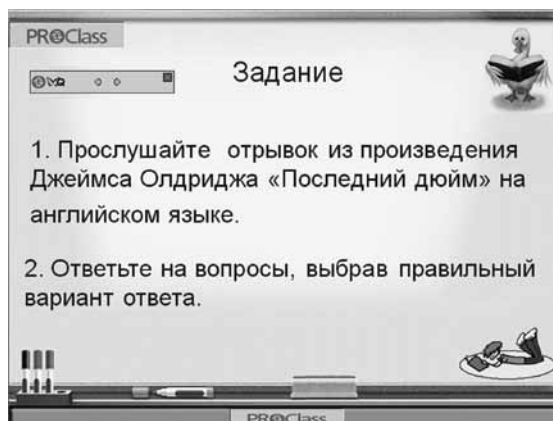 PROClass
Задание
1. Прослушайте отрывок из произведения
Джеймса Олдриджа «Последний дюйм» на
английском языке.
2. Ответьте на вопросы, выбрав правильный
вариант ответа.
PROClass